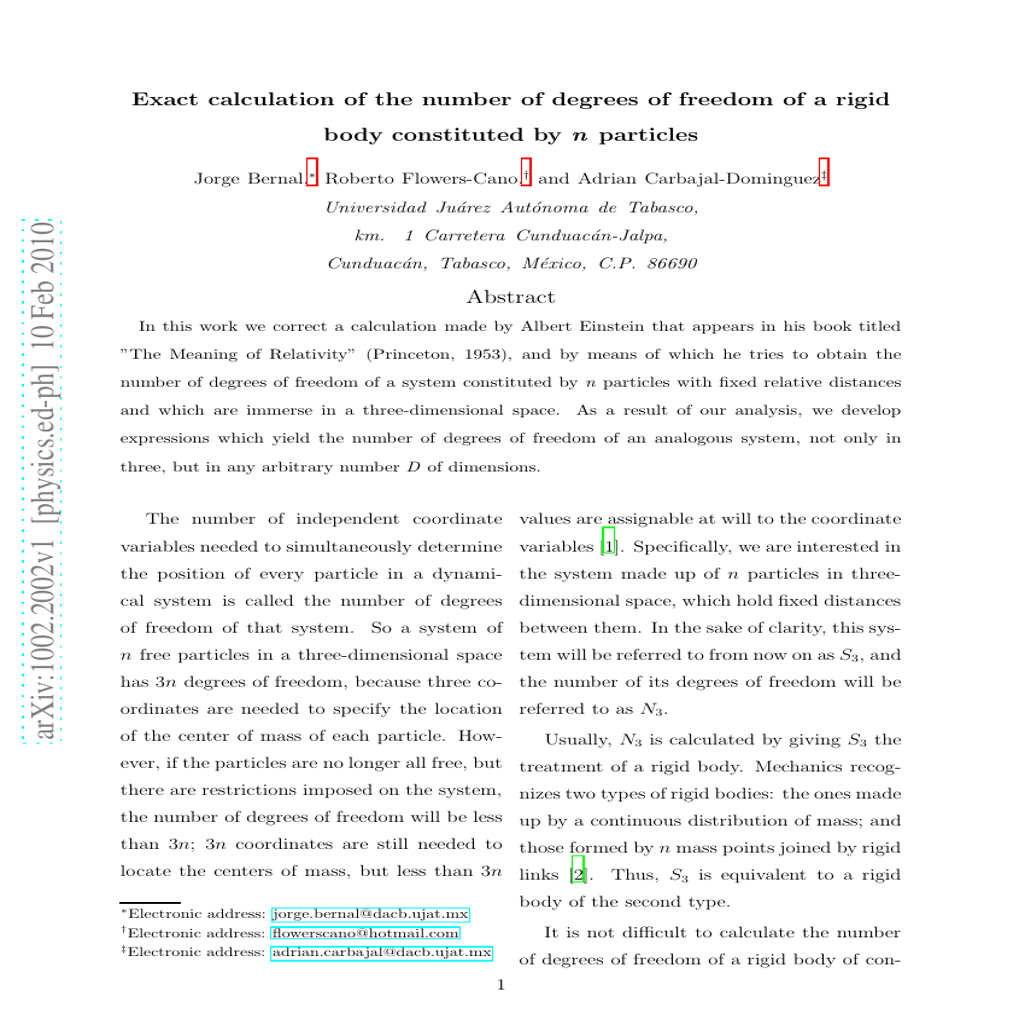 Exact calculation of the number of degrees of freedom of a rigid
body constituted by n particles
Jorge Bernal,* Roberto Flowers-Cano,† and Adrian Carbajal-Dominguez‡
Universidad Juárez Autónoma de Tabasco,
km. 1 Carretera Cunduacán-Jalpa,
Cunduacán, Tabasco, México, C.P. 86690
Abstract
In this work we correct a calculation made by Albert Einstein that appears in his book titled
”The Meaning of Relativity” (Princeton, 1953), and by means of which he tries to obtain the
number of degrees of freedom of a system constituted by n particles with fixed relative distances
and which are immerse in a three-dimensional space. As a result of our analysis, we develop
expressions which yield the number of degrees of freedom of an analogous system, not only in
three, but in any arbitrary number D of dimensions.
The number of independent coordinate
variables needed to simultaneously determine
the position of every particle in a dynami-
cal system is called the number of degrees
of freedom of that system. So a system of
n free particles in a three-dimensional space
has 3n degrees of freedom, because three co-
ordinates are needed to specify the location
of the center of mass of each particle. How-
ever, if the particles are no longer all free, but
there are restrictions imposed on the system,
the number of degrees of freedom will be less
than 3n; 3n coordinates are still needed to
locate the centers of mass, but less than 3n
values are assignable at will to the coordinate
variables [1]. Specifically, we are interested in
the system made up of n particles in three-
dimensional space, which hold fixed distances
between them. In the sake of clarity, this sys-
tem will be referred to from now on as S₃, and
the number of its degrees of freedom will be
referred to as N₃.
Usually, N₃ is calculated by giving S₃ the
treatment of a rigid body. Mechanics recog-
nizes two types of rigid bodies: the ones made
up by a continuous distribution of mass; and
those formed by n mass points joined by rigid
links [2]. Thus, S₃ is equivalent to a rigid
body of the second type.
It is not difficult to calculate the number
of degrees of freedom of a rigid body of con-
*Electronic address: jorge.bernal@dacb.ujat.mx
†Electronic address: flowerscano@hotmail.com
‡Electronic address: adrian.carbajal@dacb.ujat.mx
1
arXiv:1002.2002v1 [physics.ed-ph] 10 Feb 2010